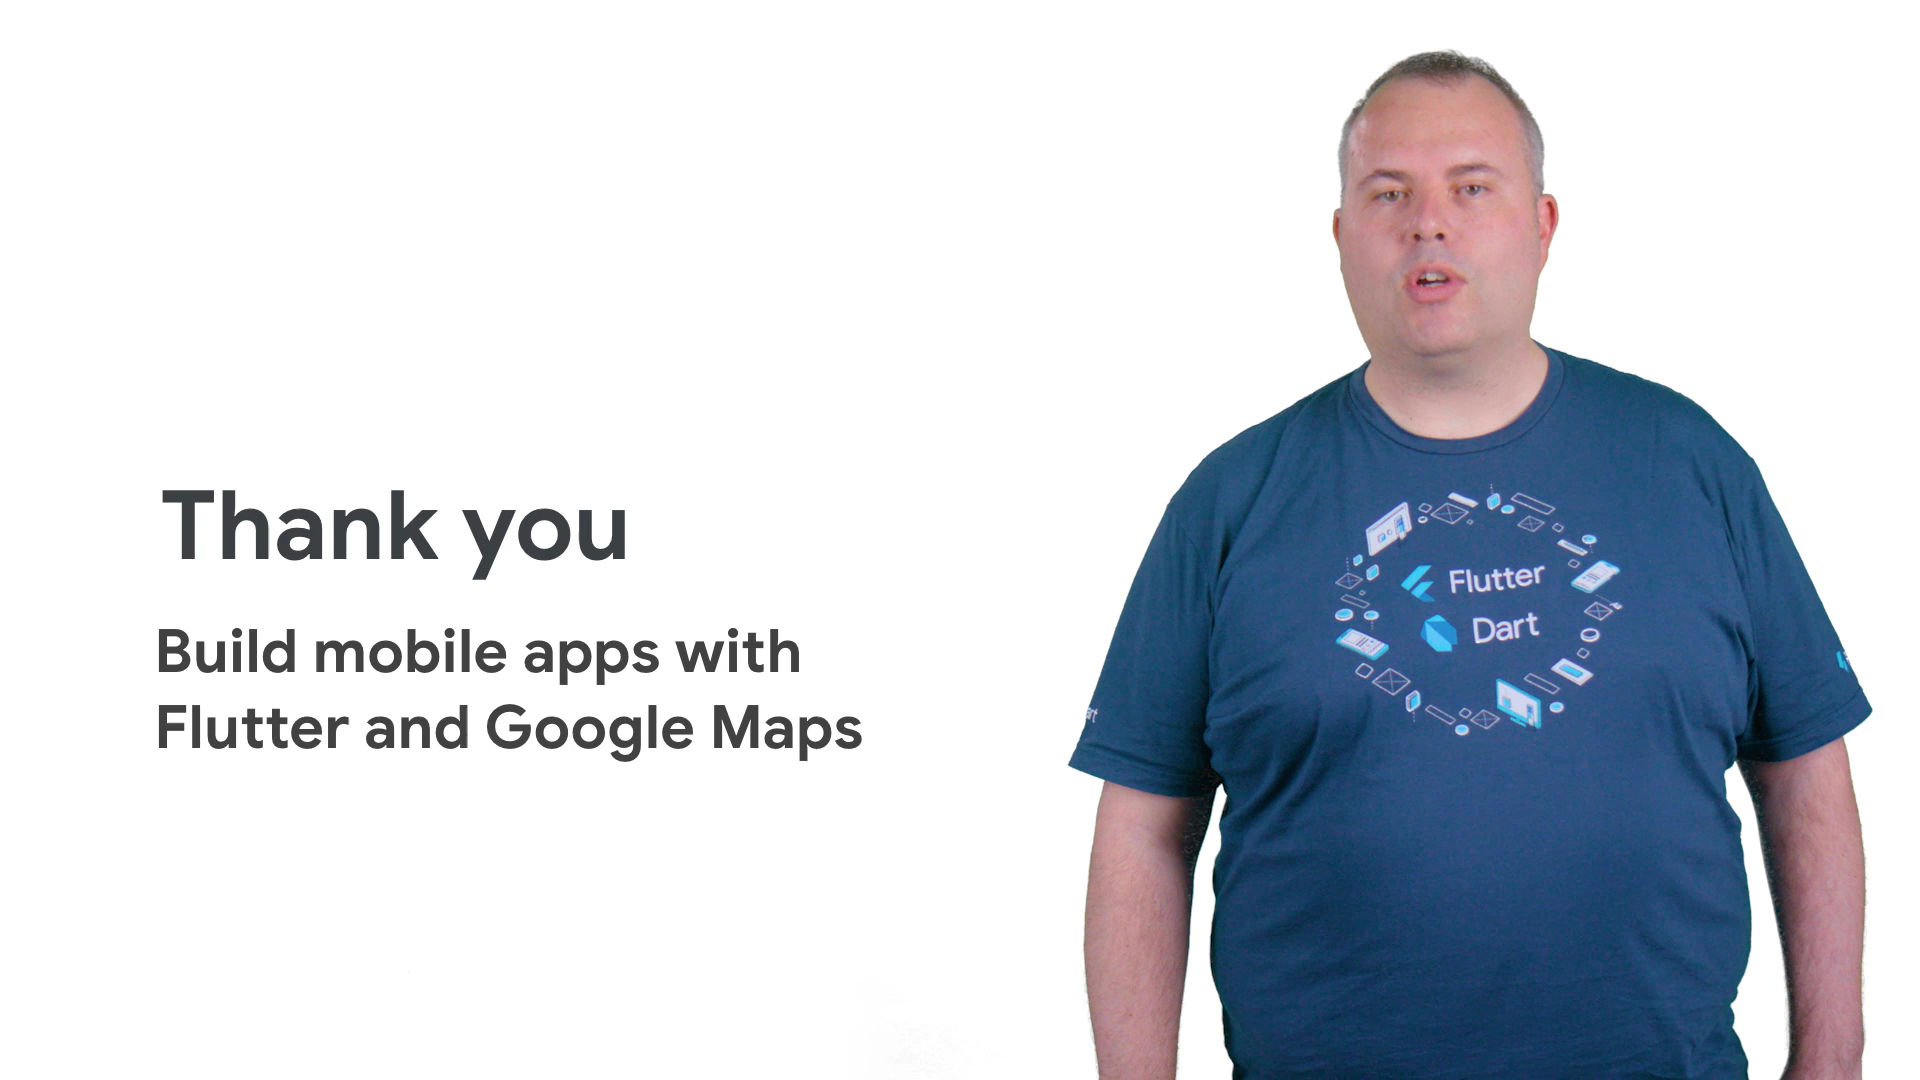 Thank you
Build mobile apps with
Flutter and Google Maps
Flutter
Dart